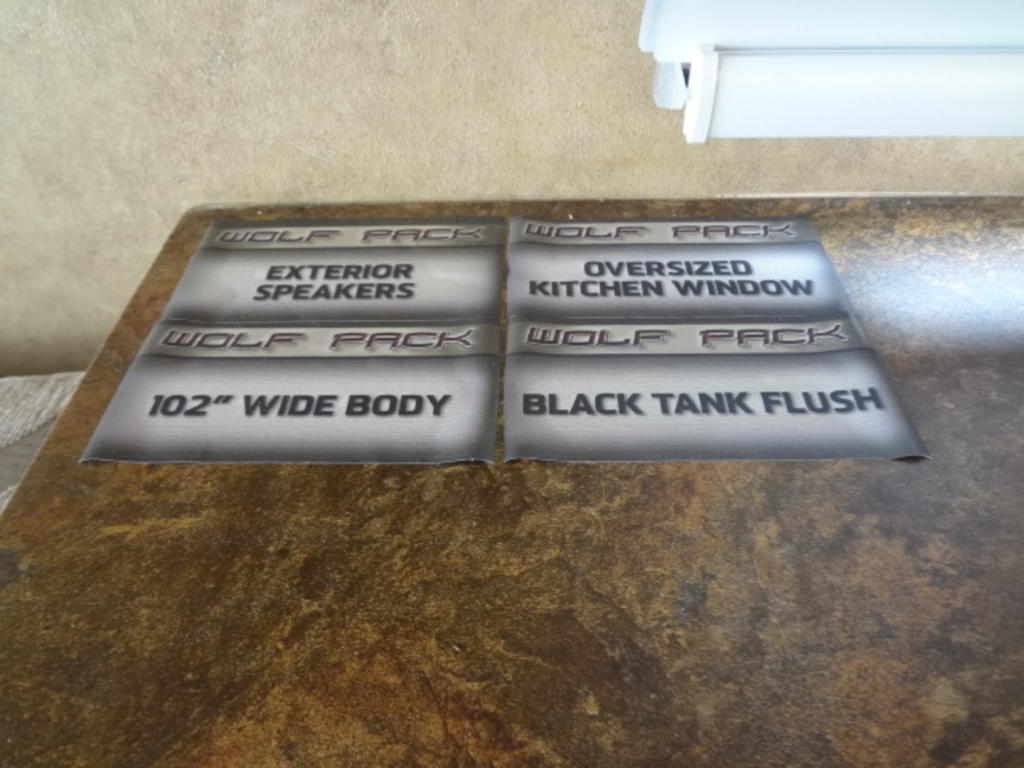 WOLF PACK
EXTERIOR
SPEAKERS
WOLF PACK
OVERSIZED
KITCHEN WINDOW
WOLF PACK
102" WIDE BODY
WOLF PACK
BLACK TANK FLUSH